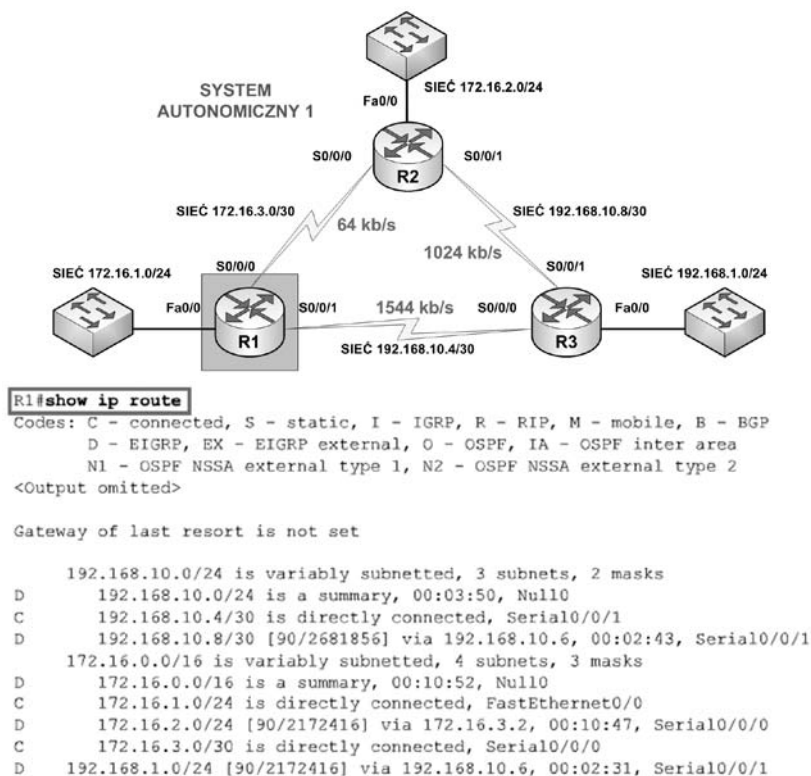 SYSTEM
AUTONOMICZNY 1
SIEĆ 172.16.2.0/24
Fa0/0
S0/0/0
S0/0/1
R2
SIEĆ 172.16.3.0/30
64 kb/s
SIEĆ 192.168.10.8/30
1024 kb/s
SIEĆ 172.16.1.0/24
S0/0/0
S0/0/1
SIEĆ 192.168.1.0/24
Fa0/0
S0/0/1
1544 kb/s
S0/0/0
Fa0/0
R1
SIEĆ 192.168.10.4/30
R3
R1#show ip route
Codes: C - connected, S - static, I - IGRP, R - RIP, M - mobile, B - BGP
D - EIGRP, EX - EIGRP external, O - OSPF, IA - OSPF inter area
N1 - OSPF NSSA external type 1, N2 - OSPF NSSA external type 2
<Output omitted>
Gateway of last resort is not set
192.168.10.0/24 is variably subnetted, 3 subnets, 2 masks
D 192.168.10.0/24 is a summary, 00:03:50, Null0
C 192.168.10.4/30 is directly connected, Serial0/0/1
D 192.168.10.8/30 [90/2681856] via 192.168.10.6, 00:02:43, Serial0/0/1
172.16.0.0/16 is variably subnetted, 4 subnets, 3 masks
D 172.16.0.0/16 is a summary, 00:10:52, Null0
C 172.16.1.0/24 is directly connected, FastEthernet0/0
D 172.16.2.0/24 [90/2172416] via 172.16.3.2, 00:10:47, Serial0/0/0
C 172.16.3.0/30 is directly connected, Serial0/0/0
D 192.168.1.0/24 [90/2172416] via 192.168.10.6, 00:02:31, Serial0/0/1